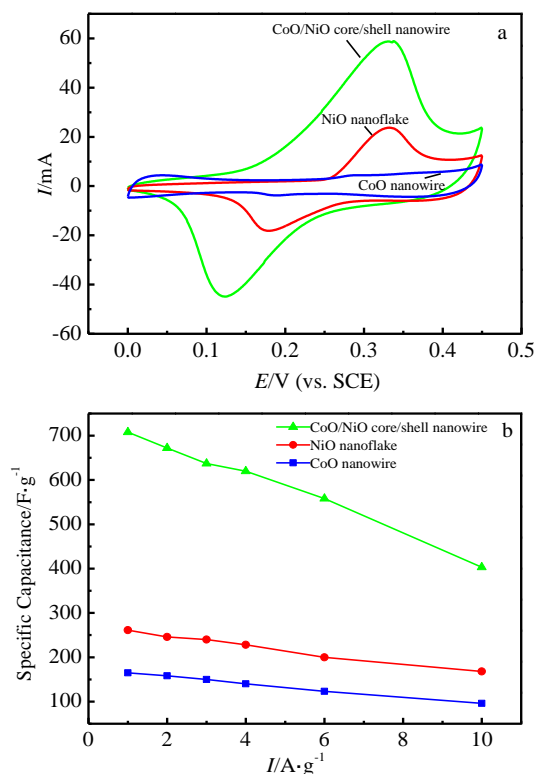 a
CoO/NiO core/shell nanowire
NiO nanoflake
CoO nanowire
I/mA
60
40
20
0
-20
-40
-60
0.0 0.1 0.2 0.3 0.4 0.5
E/V (vs. SCE)
b
CoO/NiO core/shell nanowire
NiO nanoflake
CoO nanowire
Specific Capacitance/F·g-1
700
600
500
400
300
200
100
0 2 4 6 8 10
I/A·g-1